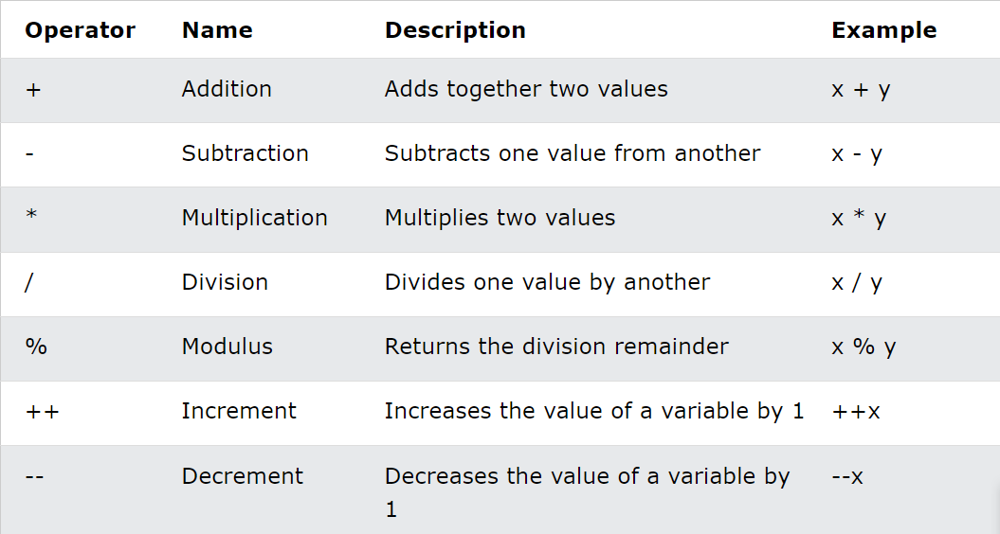 Operator Name Description Example
+ Addition Adds together two values x + y
- Subtraction Subtracts one value from another x - y
* Multiplication Multiplies two values x * y
/ Division Divides one value by another x / y
% Modulus Returns the division remainder x % y
++ Increment Increases the value of a variable by 1 ++x
-- Decrement Decreases the value of a variable by --x
1